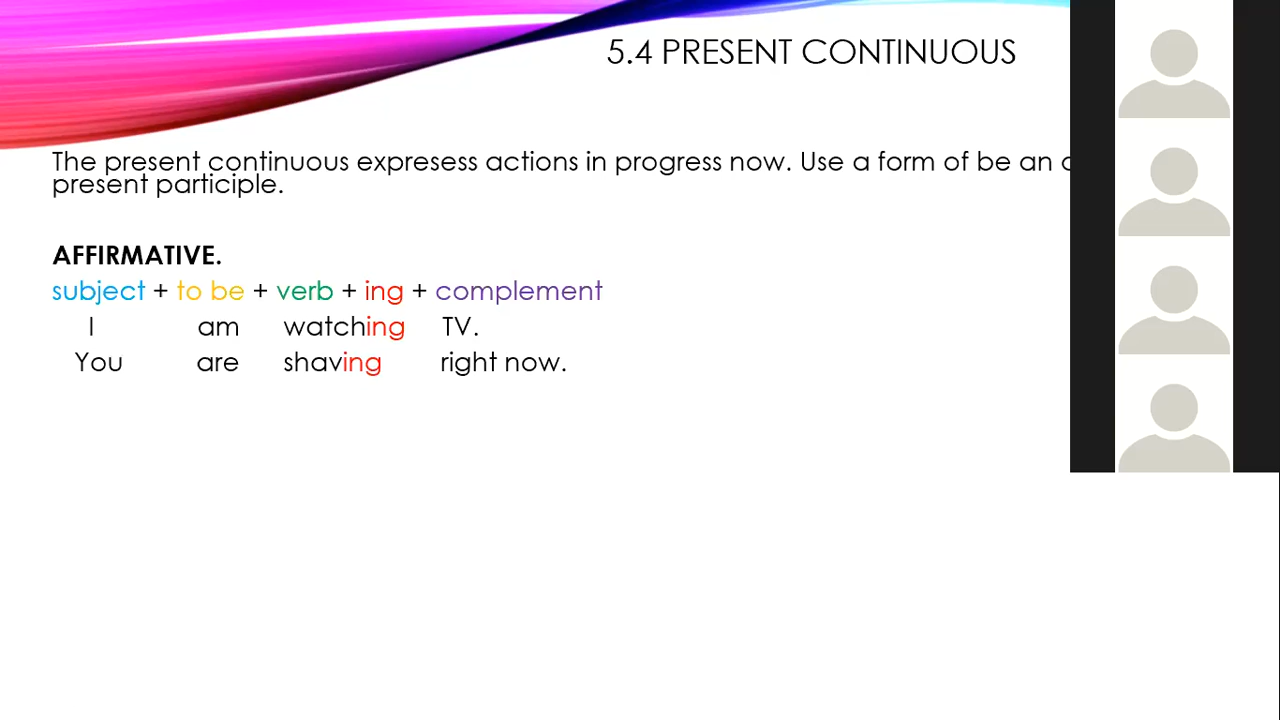 5.4 PRESENT CONTINUOUS
The present continuous expresess actions in progress now. Use a form of be an
present participle.
AFFIRMATIVE.
subject + to be + verb + ing + complement
I am watching TV.
You are shaving right now.